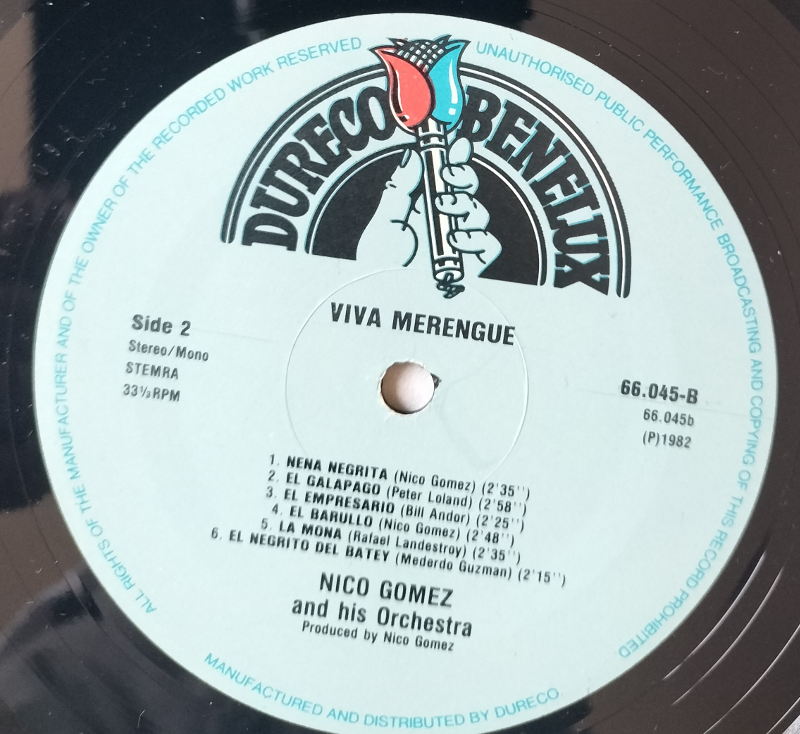 ALL RIGHTS OF THE MANUFACTURER AND OF THE OWNER OF THE RECORDED WORK RESERVED
UNAUTHORISED PUBLIC PERFORMANCE BROADCASTING AND COPYING OF THIS RECORD PROHIBITED
DURECO BENELUX
VIVA MERENGUE
Side 2
Stereo/Mono
STEMRA
33⅓RPM
66.045-B
66.045b
(P)1982
1. NENA NEGRITA (Nico Gomez) (2'35'')
2. EL GALAPAGO (Peter Loland) (2'58'')
3. EL EMPRESARIO (Bill Andor) (2'25'')
4. EL BARULLO (Nico Gomez) (2'48'')
5. LA MONA (Rafael Landestroy) (2'35'')
6. EL NEGRITO DEL BATEY (Mederdo Guzman) (2'15'')
NICO GOMEZ
and his Orchestra
Produced by Nico Gomez
MANUFACTURED AND DISTRIBUTED BY DURECO